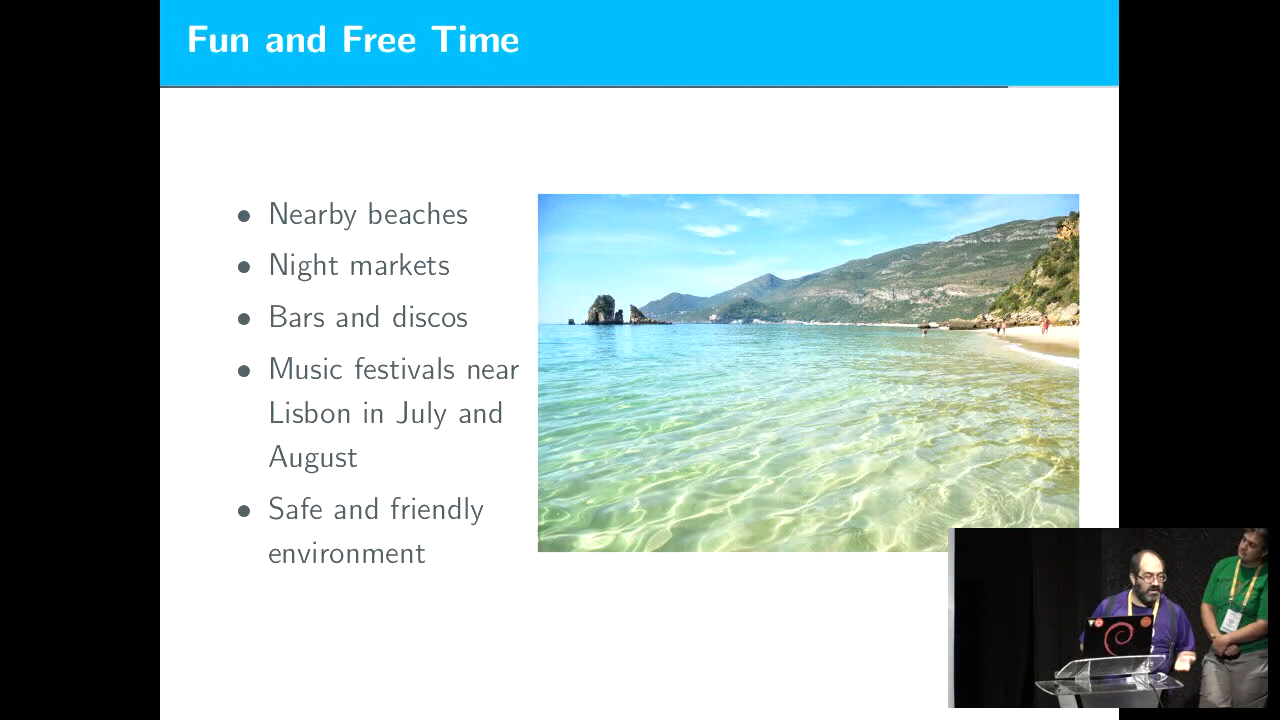 Fun and Free Time
• Nearby beaches
• Night markets
• Bars and discos
• Music festivals near
Lisbon in July and
August
• Safe and friendly
environment